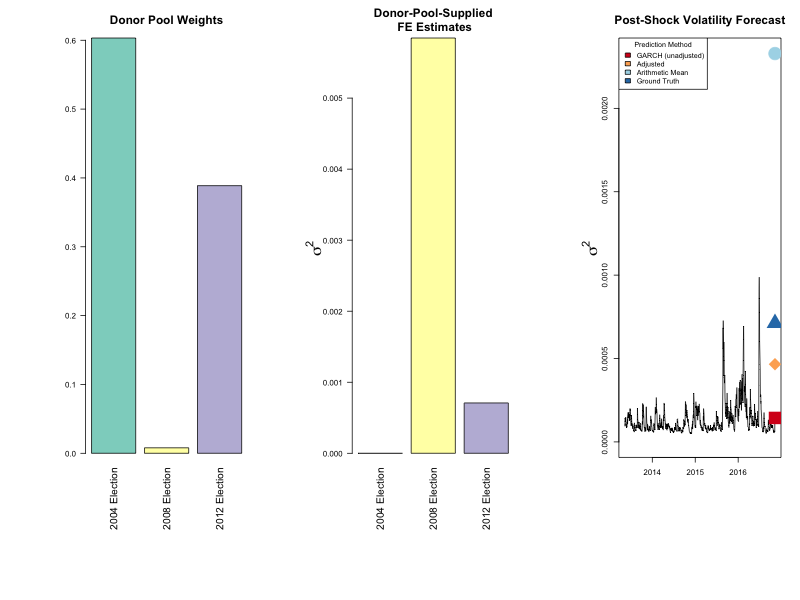 Donor Pool Weights
0.6
0.5
0.4
0.3
0.2
0.1
0.0
2004 Election
2008 Election
2012 Election
Donor-Pool-Supplied
FE Estimates
σ²
0.005
0.004
0.003
0.002
0.001
0.000
2004 Election
2008 Election
2012 Election
Post-Shock Volatility Forecast
Prediction Method
GARCH (unadjusted)
Adjusted
Arithmetic Mean
Ground Truth
σ²
0.0020
0.0015
0.0010
0.0005
0.0000
2014
2015
2016